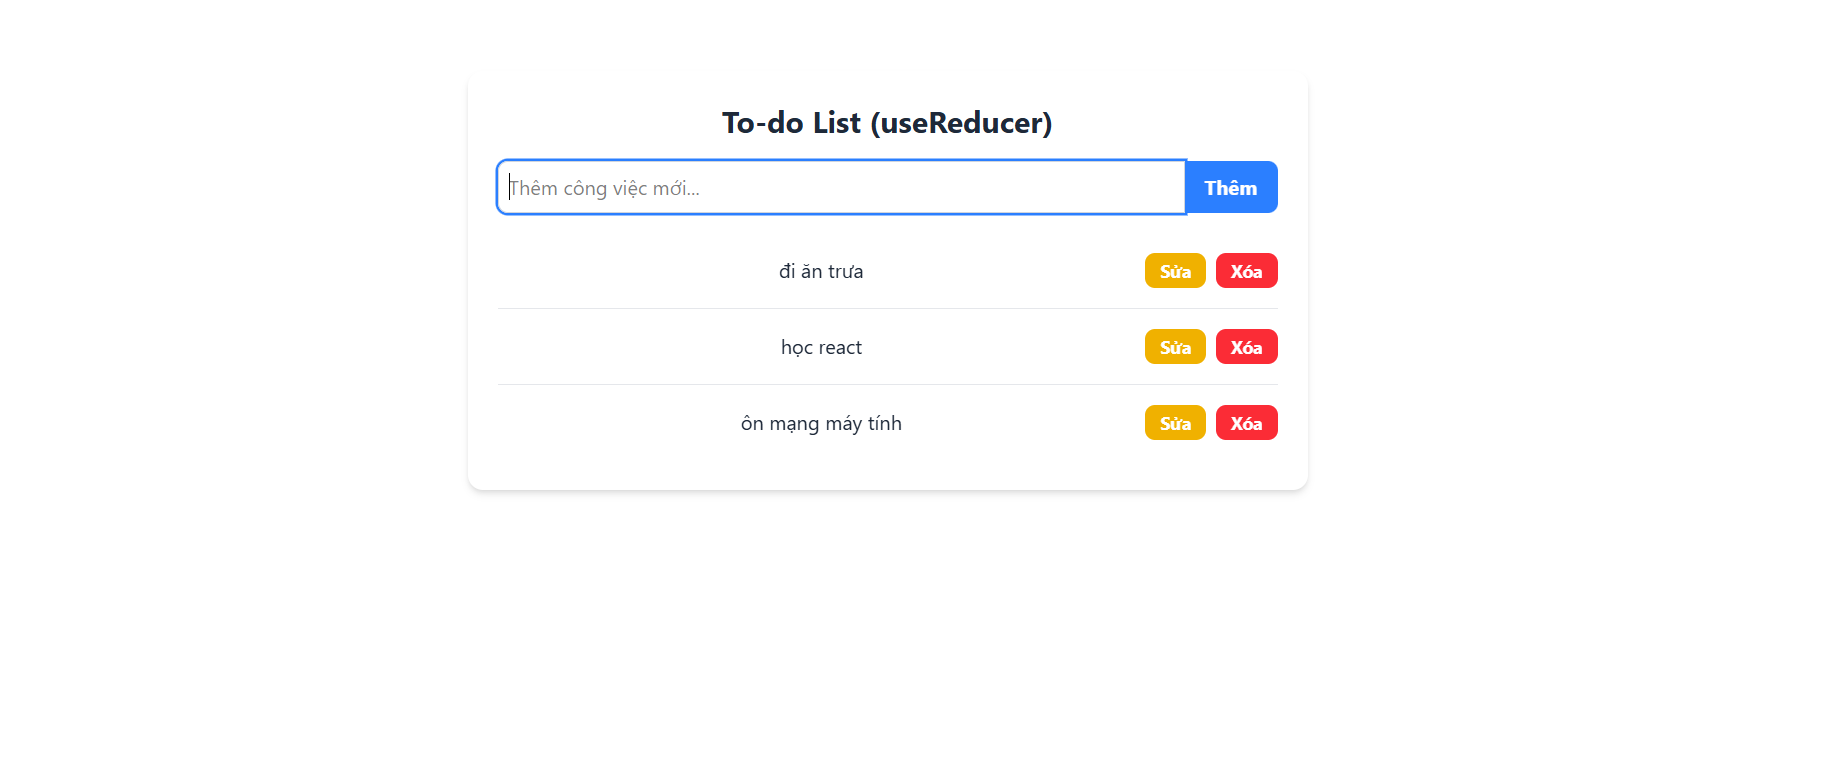 To-do List (useReducer)
Thêm công việc mới...
Thêm
đi ăn trưa
Sửa
Xóa
học react
Sửa
Xóa
ôn mạng máy tính
Sửa
Xóa